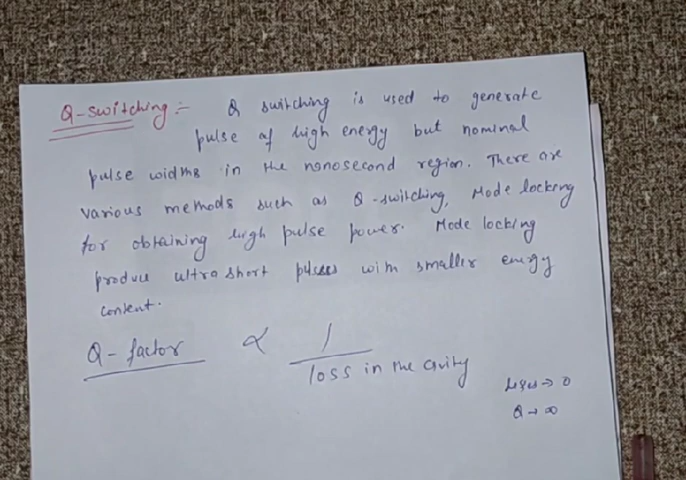 Q-switching :- Q switching is used to generate
pulse of high energy but nominal
pulse widths in the nanosecond region. There are
various methods such as Q-switching, Mode locking
for obtaining high pulse power. Mode locking
produce ultra short pulses with smaller energy
content.
Q-factor ∝ 1
loss in the cavity
→ 0
Q → ∞